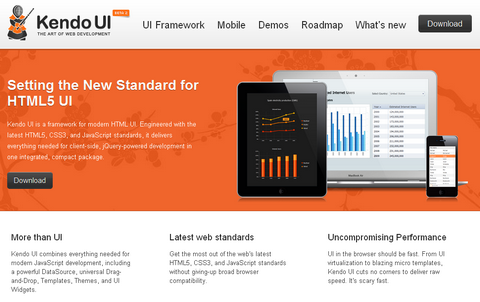 Kendo UI
BETA 2
THE ART OF WEB DEVELOPMENT
UI Framework Mobile Demos Roadmap What's new
Download
Setting the New Standard for
HTML5 UI
Kendo UI is a framework for modern HTML UI. Engineered with the
latest HTML5, CSS3, and JavaScript standards, it delivers
everything needed for client-side, jQuery-powered development in
one integrated, compact package.
Download
More than UI
Kendo UI combines everything needed for
modern JavaScript development, including
a powerful DataSource, universal Drag-
and-Drop, Templates, Themes, and UI
Widgets.
Latest web standards
Get the most out of the web's latest
HTML5, CSS3, and JavaScript standards
without giving-up broad browser
compatibility.
Uncompromising Performance
UI in the browser should be fast. From UI
virtualization to blazing micro templates,
Kendo UI cuts no corners to deliver raw
speed. It's scary fast.